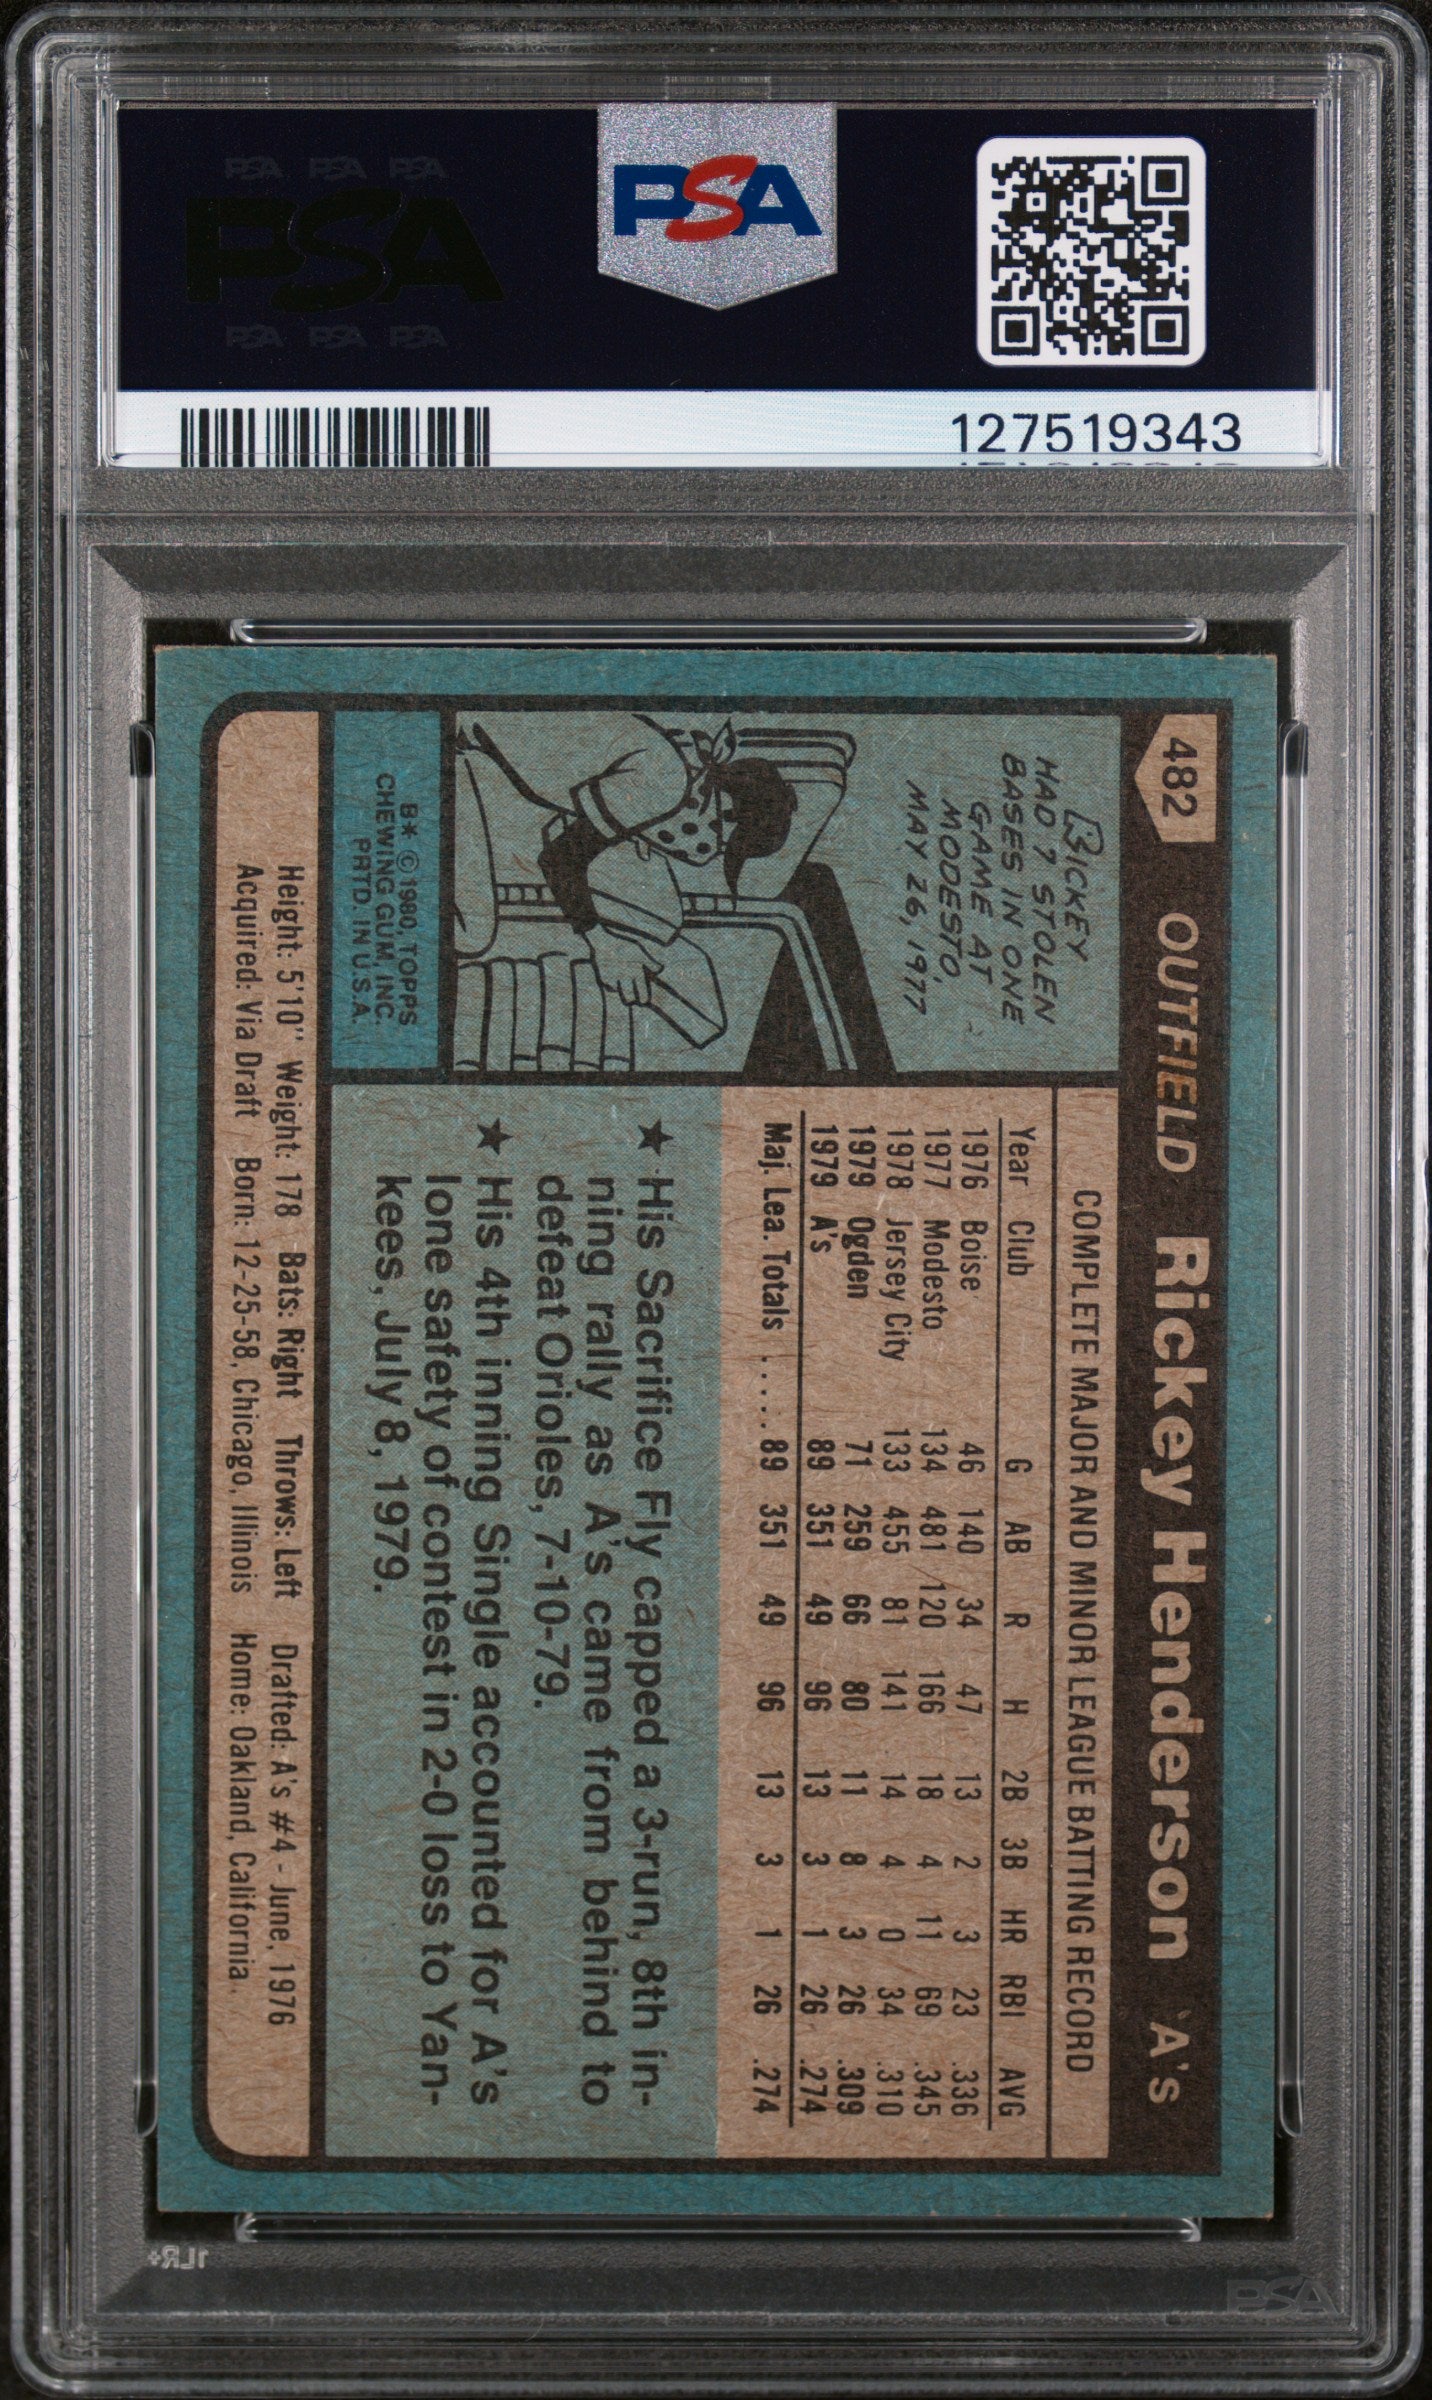 PSA PSA PSA
PSA
PSA PSA PSA
PSA
127519343
482
OUTFIELD Rickey Henderson A's
COMPLETE MAJOR AND MINOR LEAGUE BATTING RECORD
Year Club G AB R H 2B 3B HR RBI AVG
1976 Boise 46 140 34 47 13 2 3 23 .336
1977 Modesto 134 481 120 166 18 4 11 69 .345
1978 Jersey City 133 455 81 141 14 4 0 34 .310
1979 Ogden 71 259 66 80 11 8 3 26 .309
1979 A's 89 351 49 96 13 3 1 26 .274
Maj. Lea. Totals ..... 89 351 49 96 13 3 1 26 .274
RICKEY
HAD 7 STOLEN
BASES IN ONE
GAME AT
MODESTO,
MAY 26, 1977
★ His Sacrifice Fly capped a 3-run, 8th in-
ning rally as A's came from behind to
defeat Orioles, 7-10-79.
★ His 4th inning Single accounted for A's
lone safety of contest in 2-0 loss to Yan-
kees, July 8, 1979.
B* © 1980, TOPPS
CHEWING GUM, INC.
PRTD. IN U.S.A.
Height: 5'10" Weight: 178 Bats: Right Throws: Left Drafted: A's #4 - June, 1976
Acquired: Via Draft Born: 12-25-58, Chicago, Illinois Home: Oakland, California
1LR+
PSA